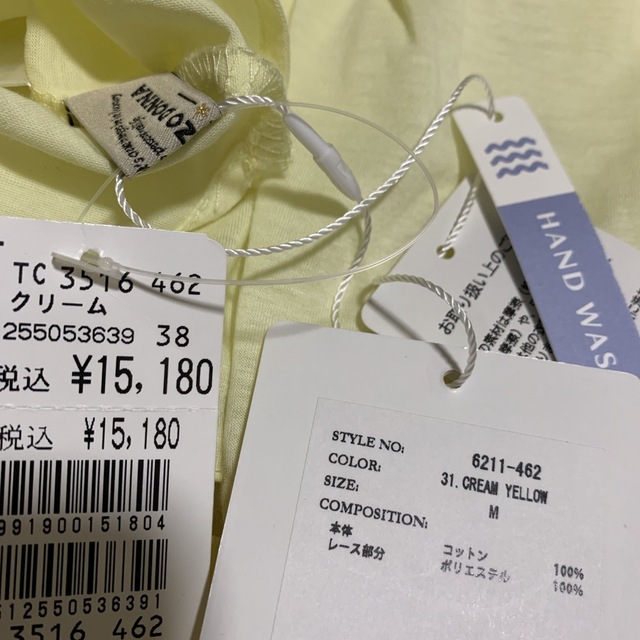 NO DONNA
TC 3516 462
クリーム
255053639 38
税込 ¥15,180
税込 ¥15,180
991900151804
612550536391
3516 462
HAND WAS
お取り扱い上の
STYLE NO: 6211-462
COLOR: 31.CREAM YELLOW
SIZE: M
COMPOSITION:
本体 コットン 100%
レース部分 ポリエステル 100%